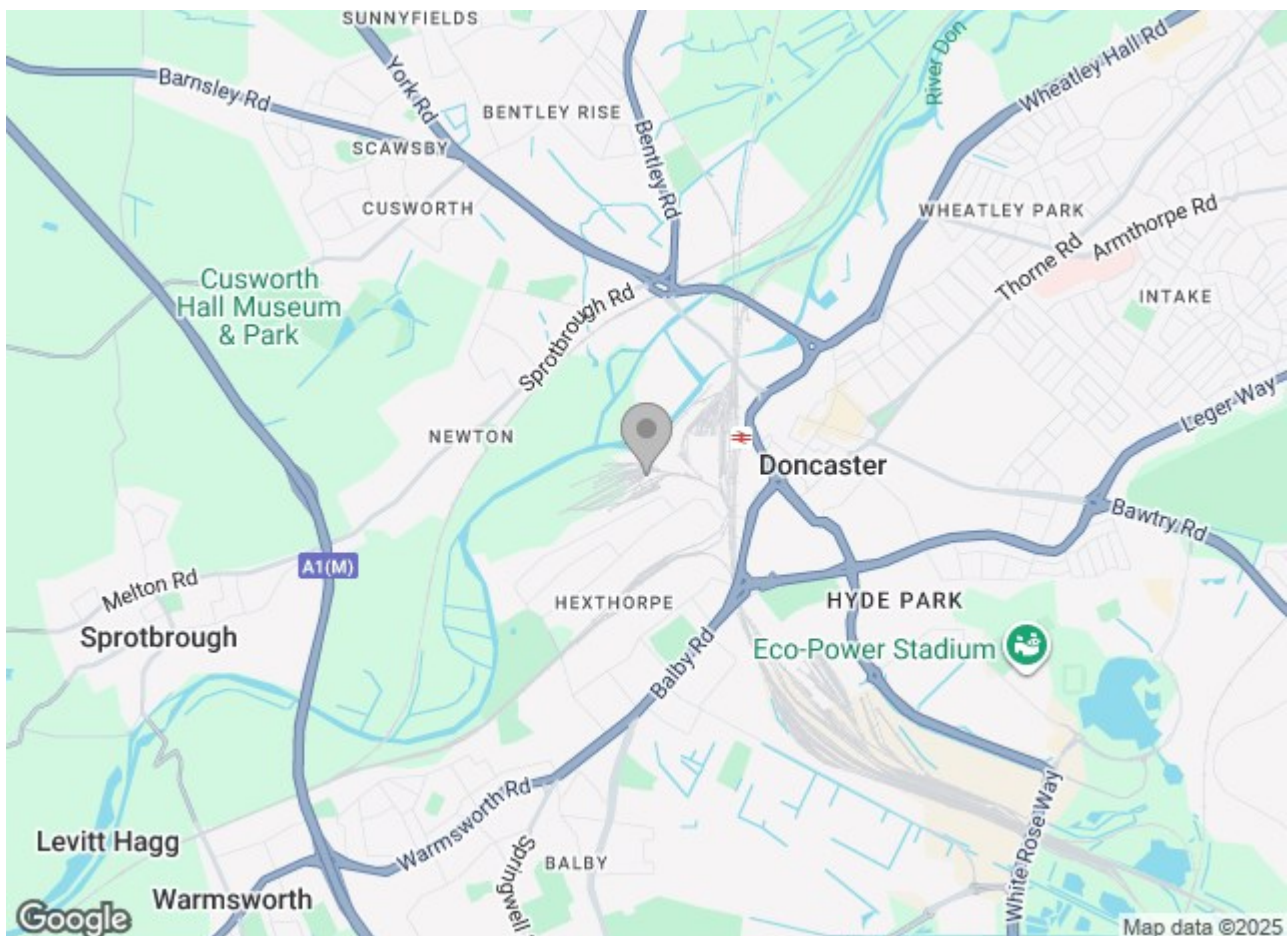 SUNNYFIELDS
Barnsley Rd
York Rd
BENTLEY RISE
River Don
Wheatley Hall Rd
SCAWSBY
Bentley Rd
CUSWORTH
WHEATLEY PARK
Armthorpe Rd
Thorne Rd
Cusworth
Hall Museum
& Park
INTAKE
Sprotbrough Rd
Leger Way
NEWTON
Doncaster
Bawtry Rd
A1(M)
Melton Rd
HEXTHORPE
HYDE PARK
Sprotbrough
Eco-Power Stadium
Balby Rd
Levitt Hagg
Warmsworth Rd
Springwell
BALBY
White Rose Way
Warmsworth
Google
Map data ©2025